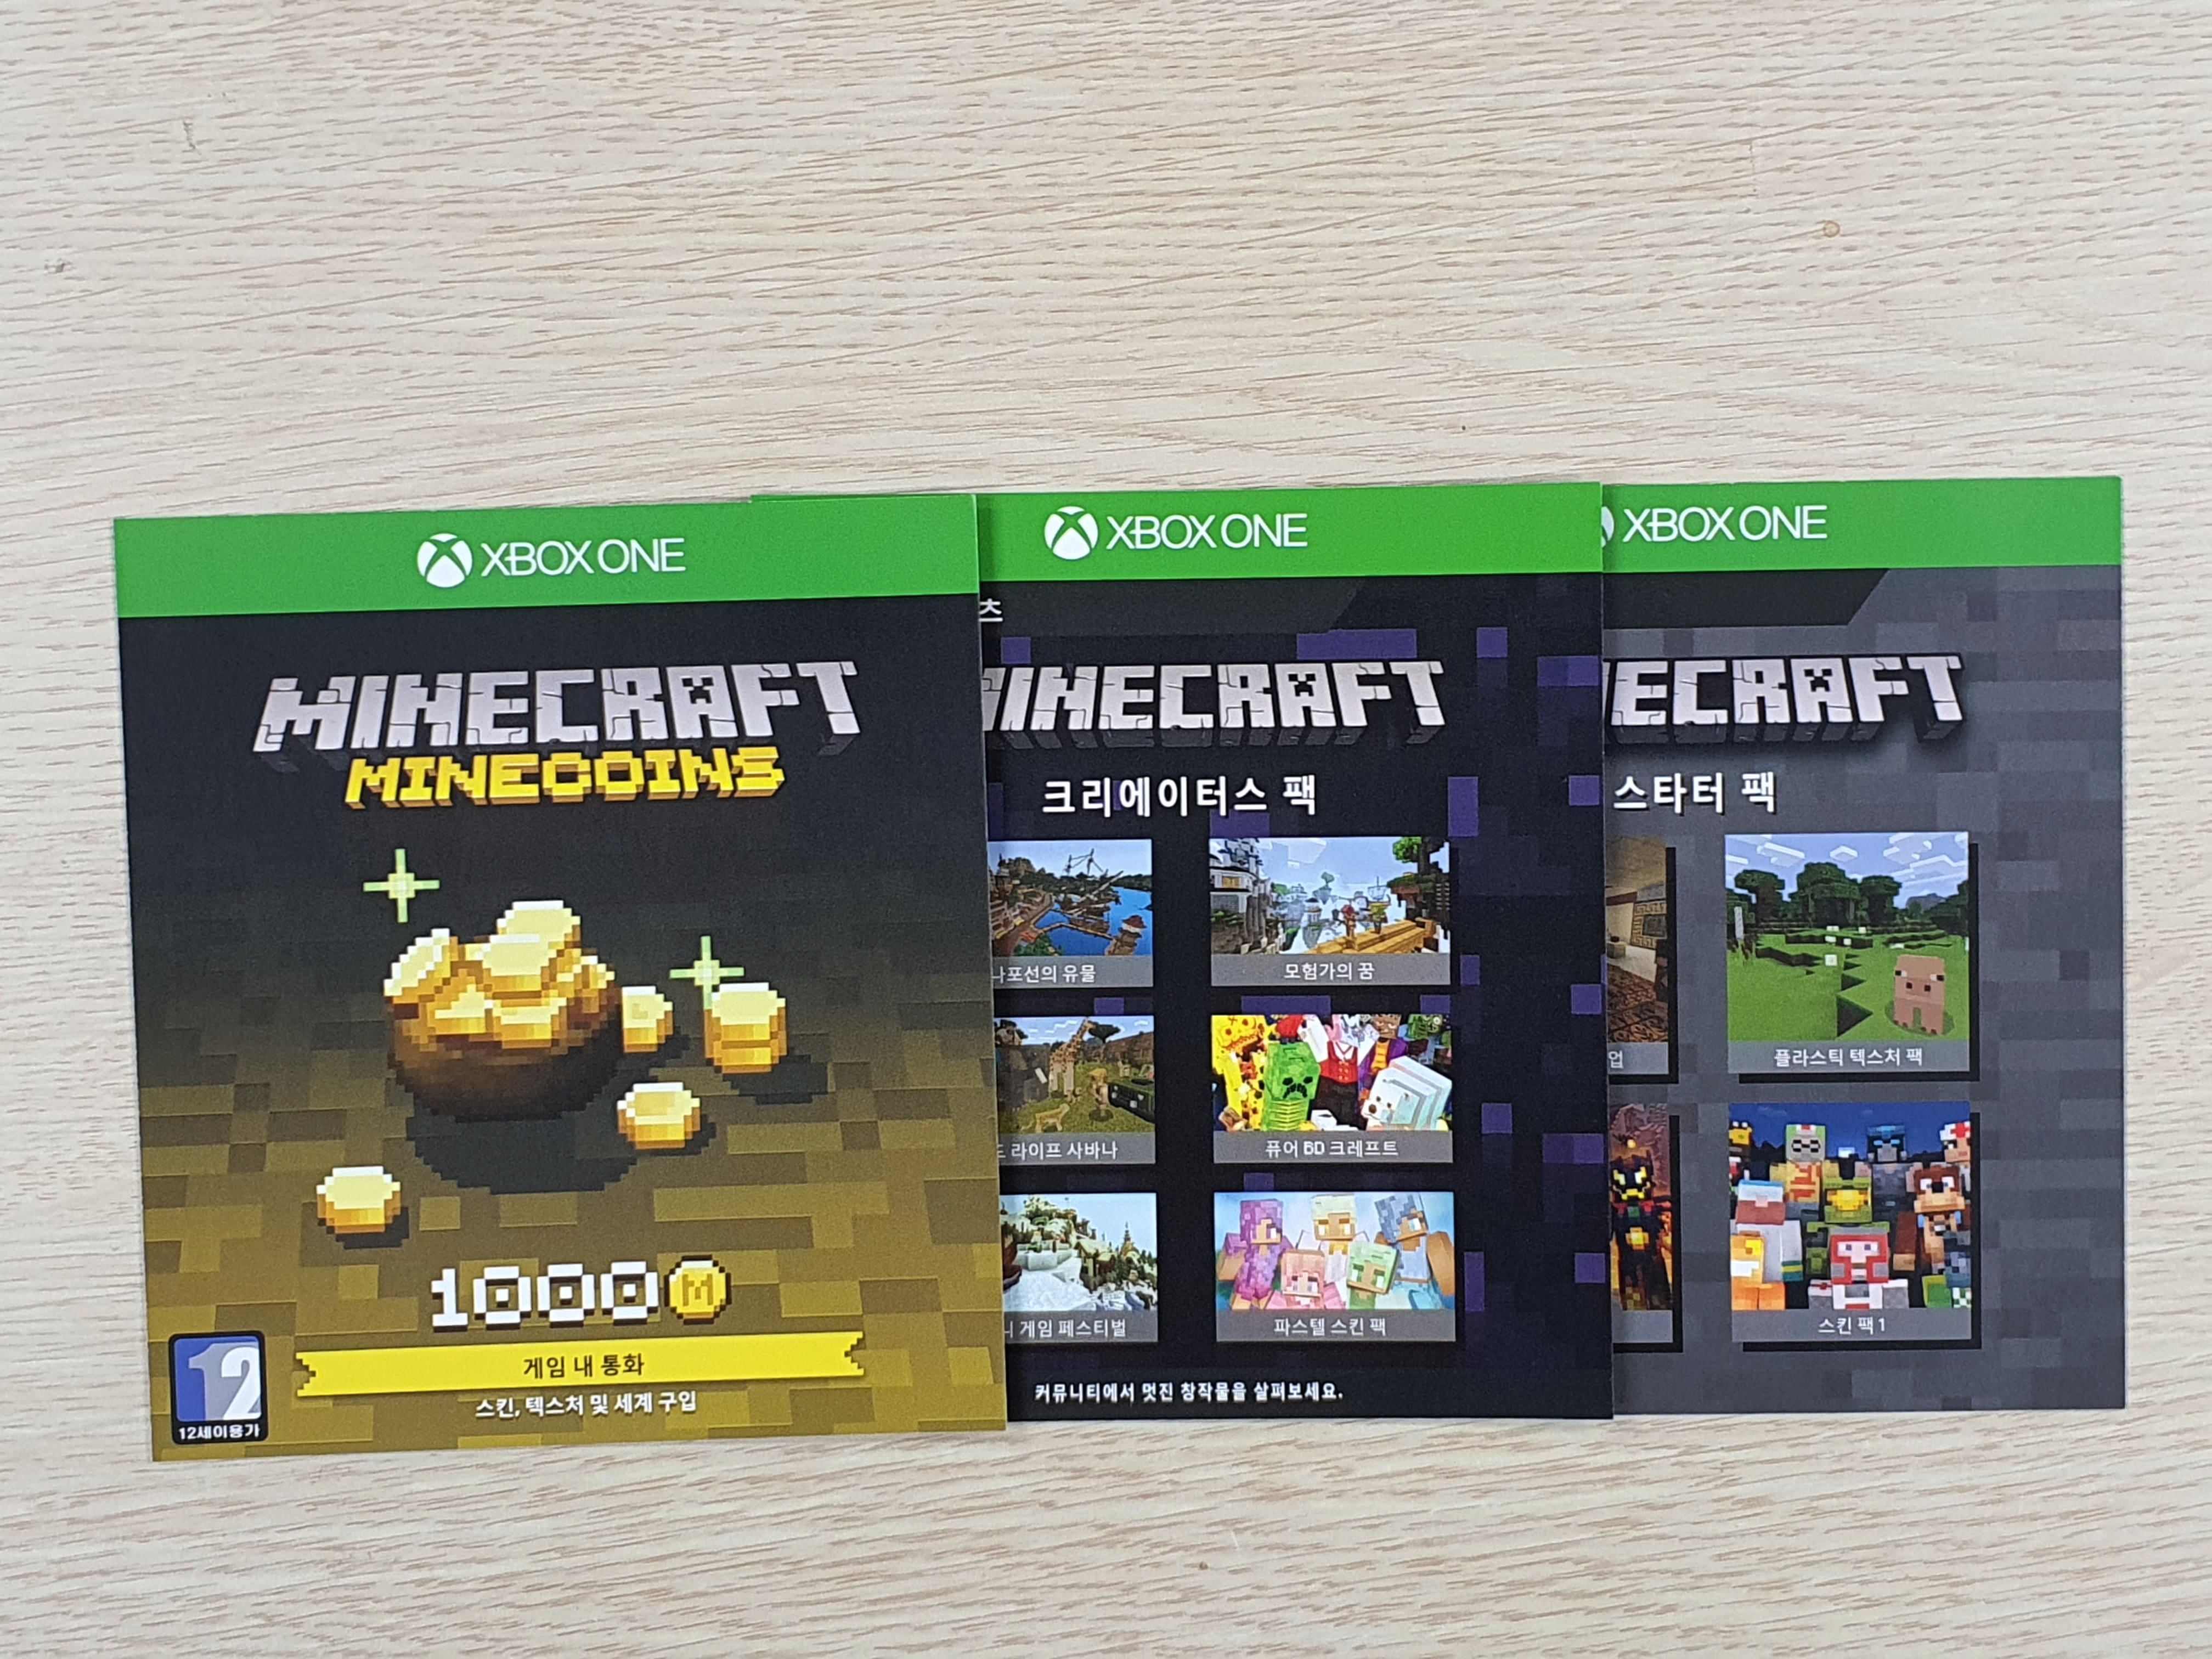 XBOX ONE
MINECRAFT
MINECOINS
1000 M
게임 내 통화
스킨, 텍스처 및 세계 구입
12
12세이용가
XBOX ONE
츠
MINECRAFT
크리에이터스 팩
유물
모험가의 꿈
라이프 사바나
퓨어 BD 크레프트
게임 페스티벌
파스텔 스킨 팩
커뮤니티에서 멋진 창작물을 살펴보세요.
XBOX ONE
ECRAFT
스타터 팩
업
플라스틱 텍스처 팩
스킨 팩 1